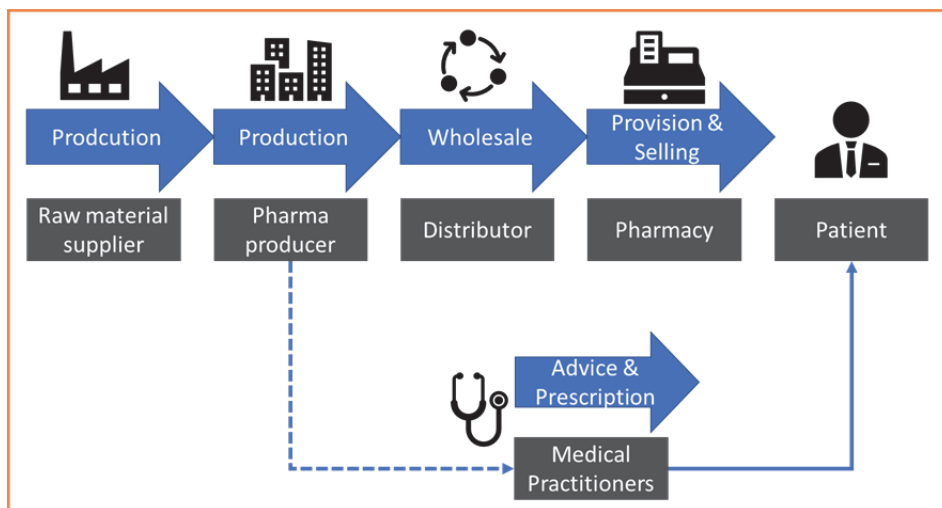 Prodcution
Production
Wholesale
Provision &
Selling
Raw material
supplier
Pharma
producer
Distributor
Pharmacy
Patient
Advice &
Prescription
Medical
Practitioners